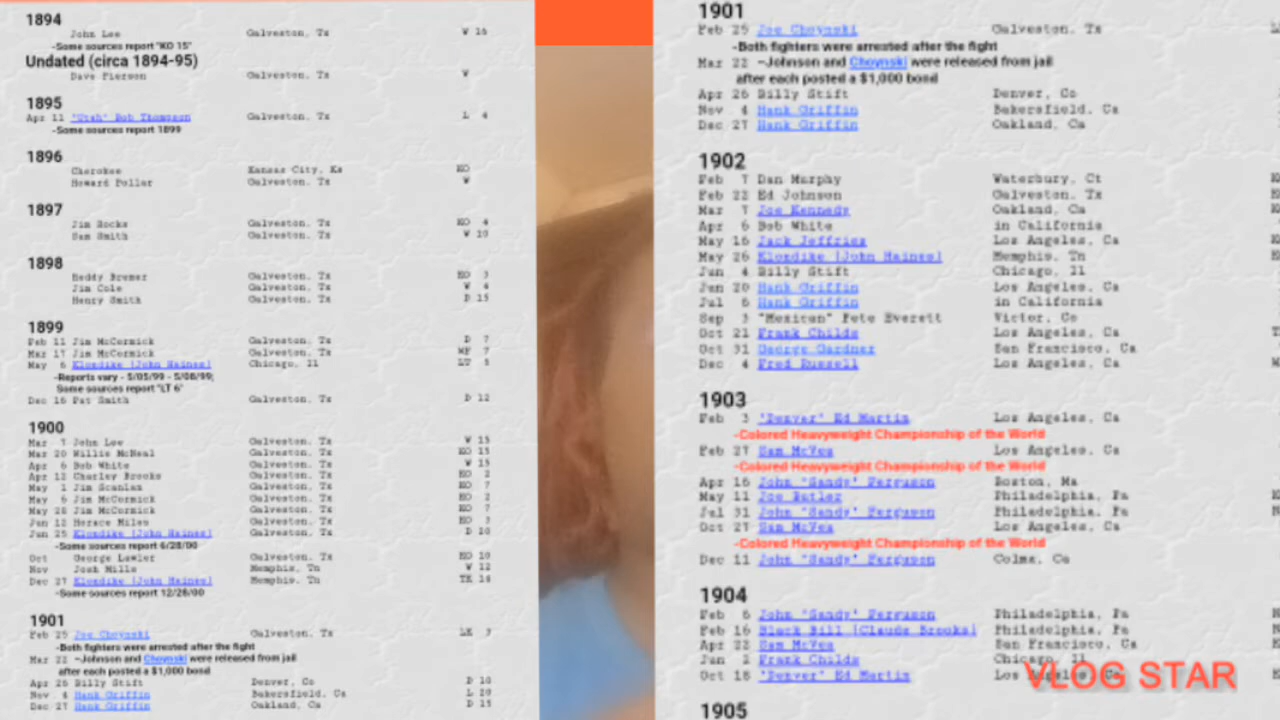 1894
John Lee Galveston, Tx W 15
-Some sources report "KO 15"
Undated (circa 1894-95)
Dave Pierson Galveston, Tx W
1895
Apr 11 "Utah" Bob Thompson Galveston, Tx L 4
-Some sources report 1899
1896
Cherokee Kansas City, Ks KO
Howard Pollar Galveston, Tx W
1897
Jim Rocks Galveston, Tx KO 4
Sam Smith Galveston, Tx W 10
1898
Reddy Bremer Galveston, Tx KO 3
Jim Cole Galveston, Tx W 4
Henry Smith Galveston, Tx D 15
1899
Feb 11 Jim McCormick Galveston, Tx D 7
Mar 17 Jim McCormick Galveston, Tx WF 7
May 6 Klondike (John Haines) Chicago, Il LT 5
-Reports vary - 5/05/99 - 5/08/99;
Some sources report "LT 6"
Dec 16 Pat Smith Galveston, Tx D 12
1900
Mar 7 John Lee Galveston, Tx W 15
Mar 20 Willie McNeal Galveston, Tx KO 15
Apr 6 Bob White Galveston, Tx W 15
Apr 12 Charley Brooks Galveston, Tx KO 2
May 1 Jim Scanlan Galveston, Tx KO 7
May 6 Jim McCormick Galveston, Tx KO 2
May 28 Jim McCormick Galveston, Tx KO 7
Jun 12 Horace Miles Galveston, Tx KO 3
Jun 25 Klondike (John Haines) Galveston, Tx D 20
-Some sources report 6/28/00
Oct George Lawler Galveston, Tx KO 10
Nov Josh Mills Memphis, Tn W 12
Dec 27 Klondike (John Haines) Memphis, Tn TK 14
-Some sources report 12/28/00
1901
Feb 25 Joe Choynski Galveston, Tx LK 3
-Both fighters were arrested after the fight
Mar 22 ~Johnson and Choynski were released from jail
after each posted a $1,000 bond
Apr 26 Billy Stift Denver, Co D 10
Nov 4 Hank Griffin Bakersfield, Ca L 20
Dec 27 Hank Griffin Oakland, Ca D 15
1901
Feb 25 Joe Choynski Galveston, Tx
-Both fighters were arrested after the fight
Mar 22 ~Johnson and Choynski were released from jail
after each posted a $1,000 bond
Apr 26 Billy Stift Denver, Co
Nov 4 Hank Griffin Bakersfield, Ca
Dec 27 Hank Griffin Oakland, Ca
1902
Feb 7 Dan Murphy Waterbury, Ct
Feb 22 Ed Johnson Galveston, Tx
Mar 7 Joe Kennedy Oakland, Ca
Apr 6 Bob White in California
May 16 Jack Jeffries Los Angeles, Ca
May 26 Klondike (John Haines) Memphis, Tn
Jun 4 Billy Stift Chicago, Il
Jun 20 Hank Griffin Los Angeles, Ca
Jul 6 Hank Griffin in California
Sep 3 "Mexican" Pete Everett Victor, Co
Oct 21 Frank Childs Los Angeles, Ca
Oct 31 George Gardner San Francisco, Ca
Dec 4 Fred Russell Los Angeles, Ca
1903
Feb 3 "Denver" Ed Martin Los Angeles, Ca
-Colored Heavyweight Championship of the World
Feb 27 Sam McVea Los Angeles, Ca
-Colored Heavyweight Championship of the World
Apr 16 John "Sandy" Ferguson Boston, Ma
May 11 Joe Butler Philadelphia, Pa
Jul 31 John "Sandy" Ferguson Philadelphia, Pa
Oct 27 Sam McVea Los Angeles, Ca
-Colored Heavyweight Championship of the World
Dec 11 John "Sandy" Ferguson Colma, Ca
1904
Feb 6 John "Sandy" Ferguson Philadelphia, Pa
Feb 16 Black Bill (Claude Brooks) Philadelphia, Pa
Apr 22 Sam McVea San Francisco, Ca
Jun 2 Frank Childs Chicago, Il
Oct 18 "Denver" Ed Martin Los Angeles, Ca
VLOG STAR
1905